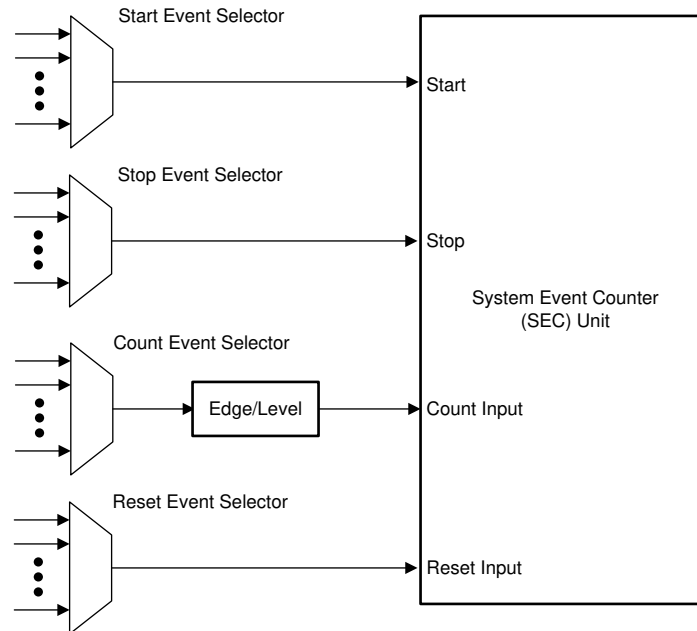 Start Event Selector
Start
Stop Event Selector
Stop
System Event Counter
(SEC) Unit
Count Event Selector
Edge/Level
Count Input
Reset Event Selector
Reset Input